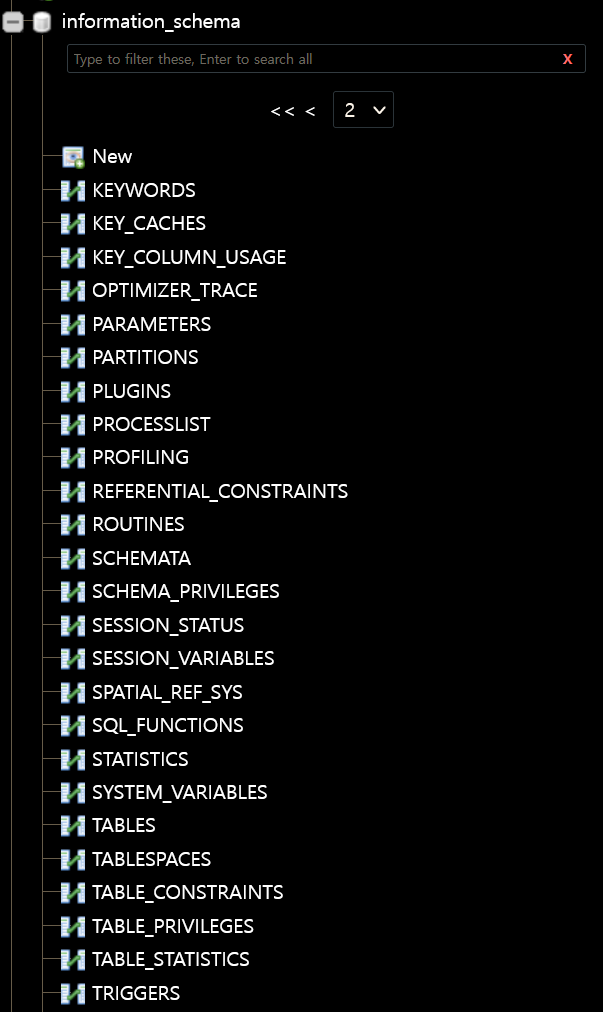 information_schema
Type to filter these, Enter to search all X
<< < 2
New
KEYWORDS
KEY_CACHES
KEY_COLUMN_USAGE
OPTIMIZER_TRACE
PARAMETERS
PARTITIONS
PLUGINS
PROCESSLIST
PROFILING
REFERENTIAL_CONSTRAINTS
ROUTINES
SCHEMATA
SCHEMA_PRIVILEGES
SESSION_STATUS
SESSION_VARIABLES
SPATIAL_REF_SYS
SQL_FUNCTIONS
STATISTICS
SYSTEM_VARIABLES
TABLES
TABLESPACES
TABLE_CONSTRAINTS
TABLE_PRIVILEGES
TABLE_STATISTICS
TRIGGERS